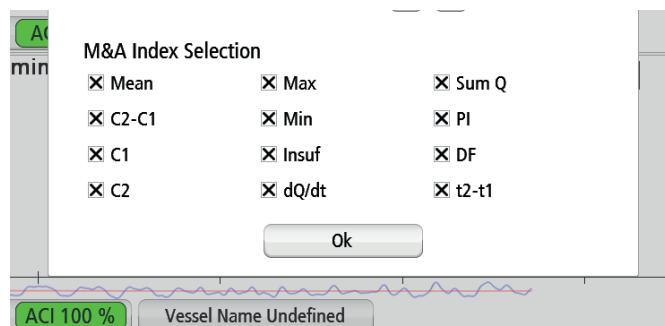 M&A Index Selection
min
Mean Max Sum Q
C2-C1 Min PI
C1 Insuf DF
C2 dQ/dt t2-t1
Ok
ACI 100 % Vessel Name Undefined